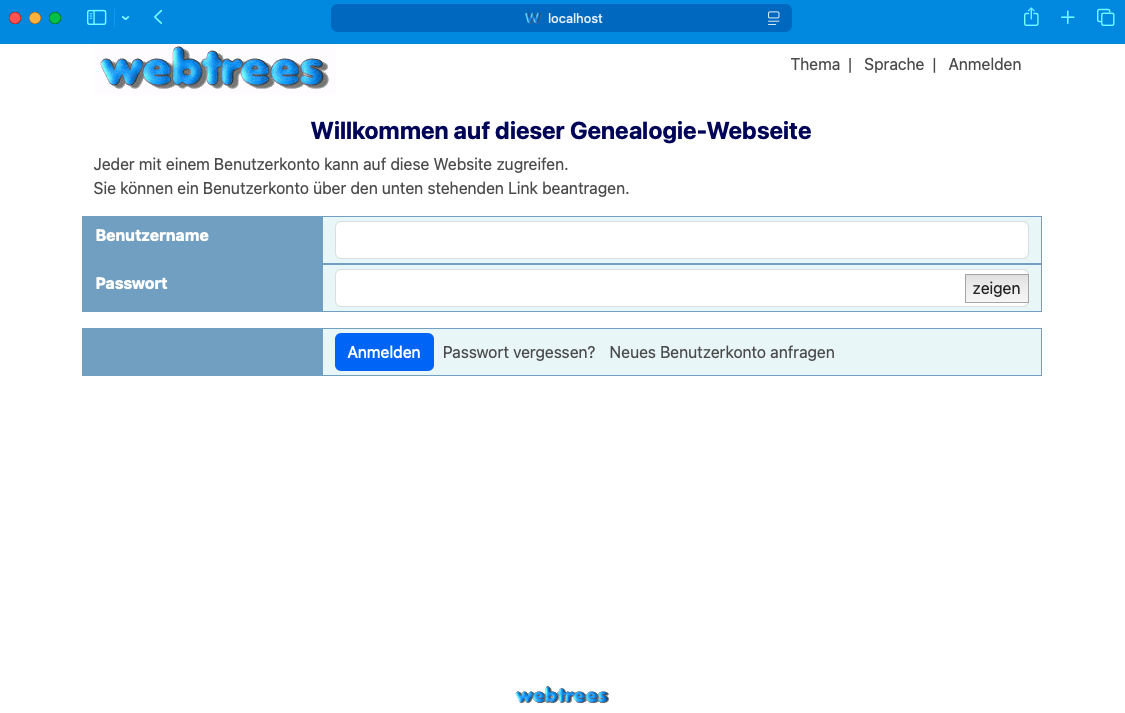 localhost
webtrees
Thema | Sprache | Anmelden
Willkommen auf dieser Genealogie-Webseite
Jeder mit einem Benutzerkonto kann auf diese Website zugreifen.
Sie können ein Benutzerkonto über den unten stehenden Link beantragen.
Benutzername
Passwort
zeigen
Anmelden Passwort vergessen? Neues Benutzerkonto anfragen
webtrees